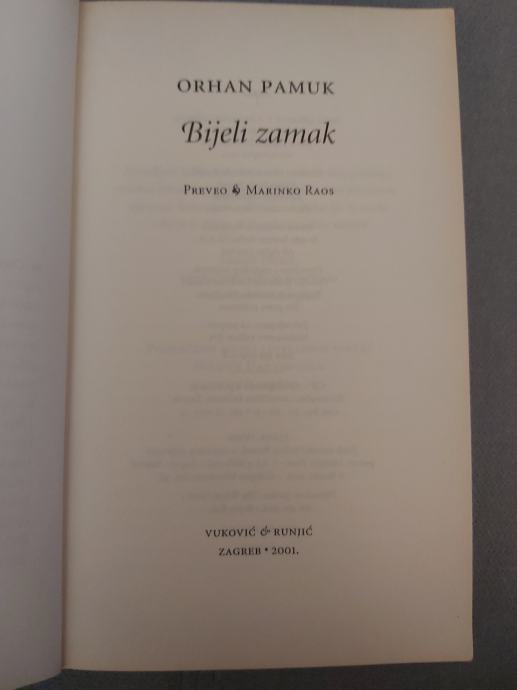 ORHAN PAMUK
Bijeli zamak
PREVEO & MARINKO RAOS
VUKOVIĆ & RUNJIĆ
ZAGREB • 2001.